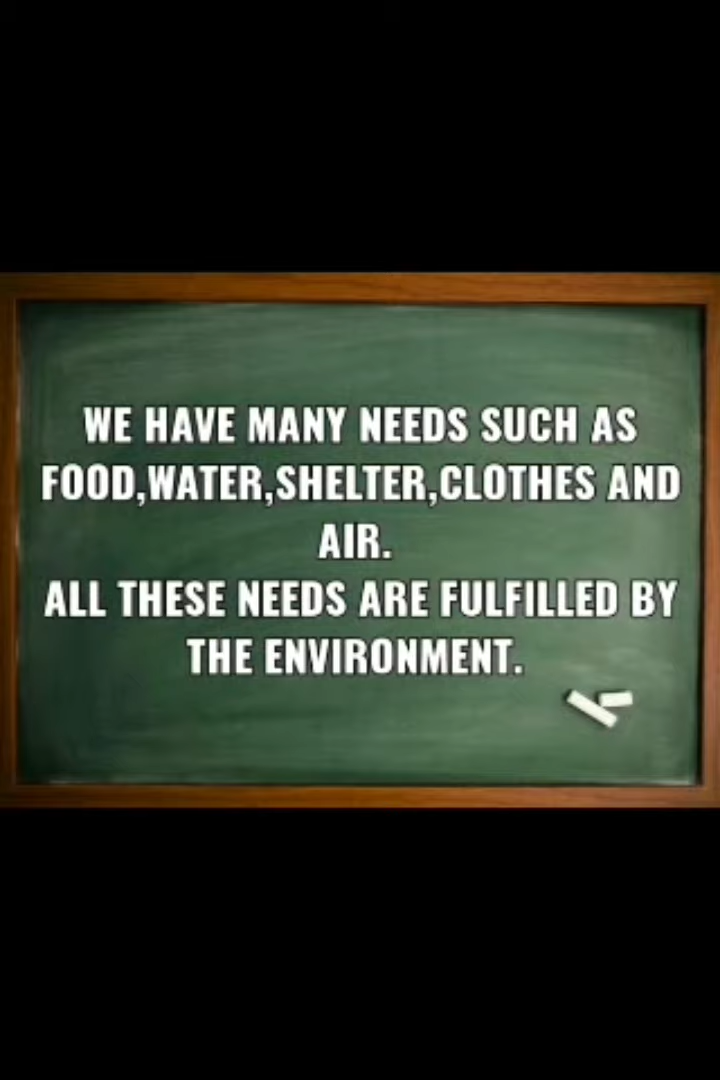 WE HAVE MANY NEEDS SUCH AS
FOOD,WATER,SHELTER,CLOTHES AND
AIR.
ALL THESE NEEDS ARE FULFILLED BY
THE ENVIRONMENT.